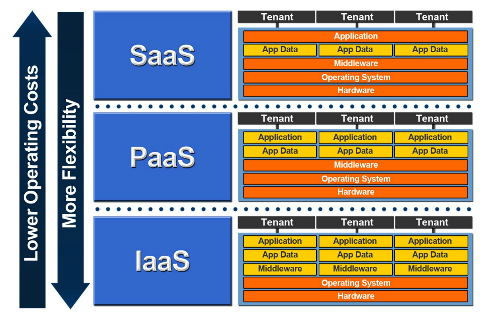 Lower Operating Costs
More Flexibility
SaaS
Tenant Tenant Tenant
Application
App Data App Data App Data
Middleware
Operating System
Hardware
PaaS
Tenant Tenant Tenant
Application Application Application
App Data App Data App Data
Middleware
Operating System
Hardware
IaaS
Tenant Tenant Tenant
Application Application Application
App Data App Data App Data
Middleware Middleware Middleware
Operating System
Hardware